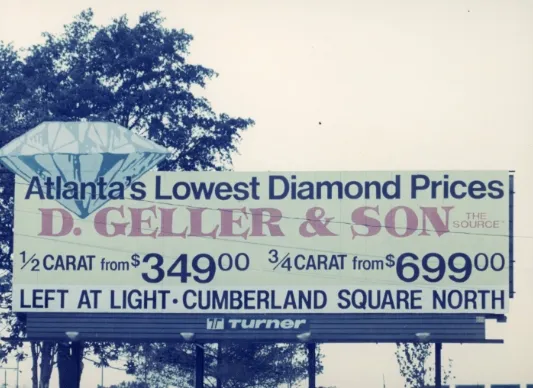 Atlanta's Lowest Diamond Prices
D. GELLER & SON THE SOURCE
1/2 CARAT from $349 00 3/4 CARAT from $699 00
LEFT AT LIGHT · CUMBERLAND SQUARE NORTH
Turner